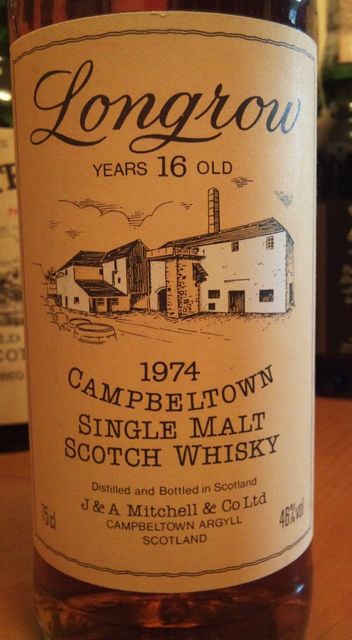 Longrow
YEARS 16 OLD
1974
CAMPBELTOWN
SINGLE MALT
SCOTCH WHISKY
Distilled and Bottled in Scotland
75cl J & A Mitchell & Co Ltd 46%vol
CAMPBELTOWN ARGYLL
SCOTLAND